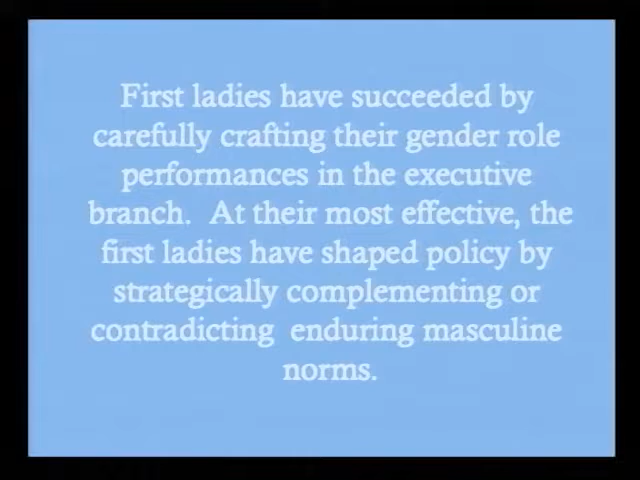 First ladies have succeeded by
carefully crafting their gender role
performances in the executive
branch.  At their most effective, the
first ladies have shaped policy by
strategically complementing or
contradicting  enduring masculine
norms.